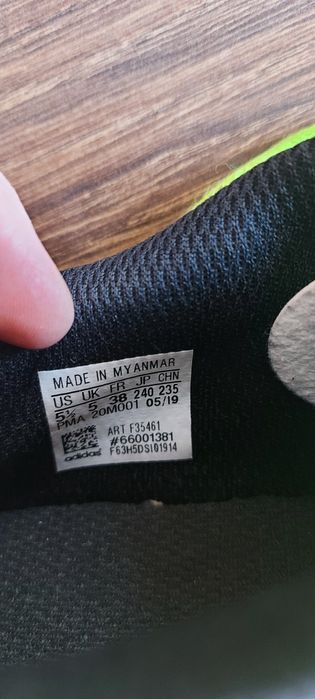 MADE IN MYANMAR
US UK FR JP CHN
5½ 5 38 240 235
PMA 20M001 05/19
ART F35461
#66001381
adidas F63H5DSI01914